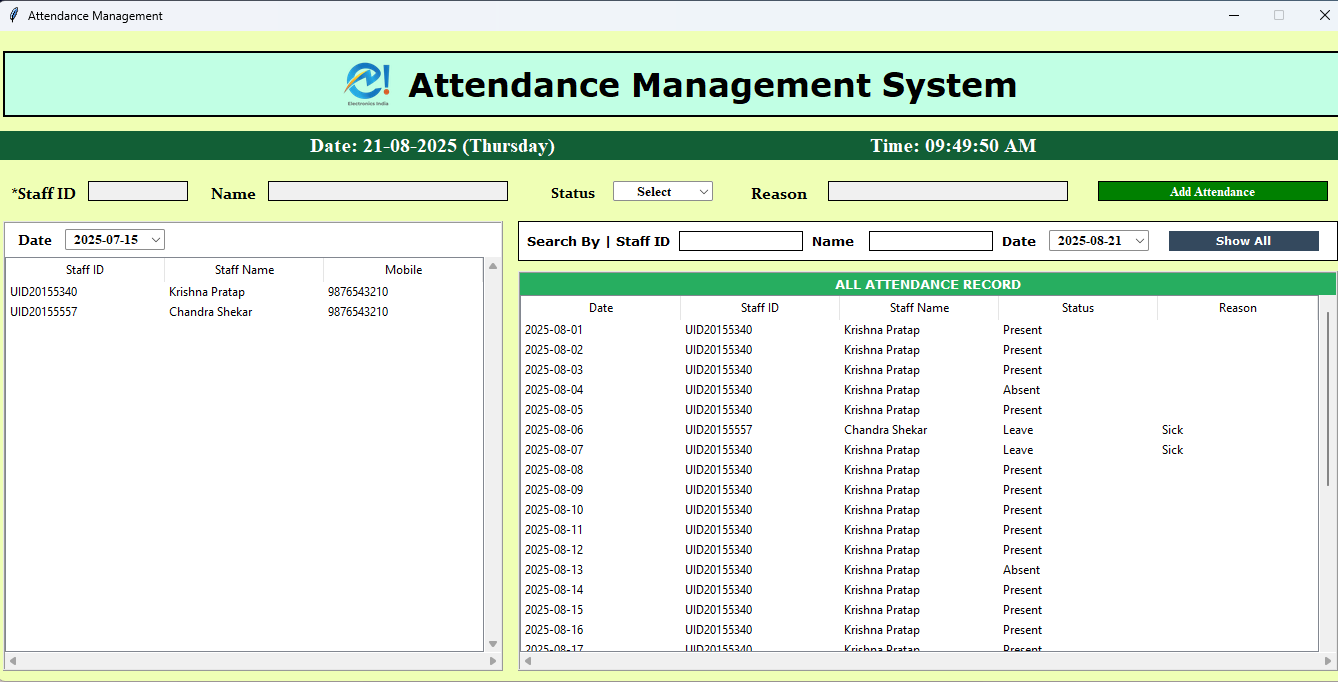 Attendance Management
Electronics India
Attendance Management System
Date: 21-08-2025 (Thursday) Time: 09:49:50 AM
*Staff ID Name Status Select Reason Add Attendance
Date 2025-07-15
Staff ID Staff Name Mobile
UID20155340 Krishna Pratap 9876543210
UID20155557 Chandra Shekar 9876543210
Search By | Staff ID Name Date 2025-08-21 Show All
ALL ATTENDANCE RECORD
Date Staff ID Staff Name Status Reason
2025-08-01 UID20155340 Krishna Pratap Present
2025-08-02 UID20155340 Krishna Pratap Present
2025-08-03 UID20155340 Krishna Pratap Present
2025-08-04 UID20155340 Krishna Pratap Absent
2025-08-05 UID20155340 Krishna Pratap Present
2025-08-06 UID20155557 Chandra Shekar Leave Sick
2025-08-07 UID20155340 Krishna Pratap Leave Sick
2025-08-08 UID20155340 Krishna Pratap Present
2025-08-09 UID20155340 Krishna Pratap Present
2025-08-10 UID20155340 Krishna Pratap Present
2025-08-11 UID20155340 Krishna Pratap Present
2025-08-12 UID20155340 Krishna Pratap Present
2025-08-13 UID20155340 Krishna Pratap Absent
2025-08-14 UID20155340 Krishna Pratap Present
2025-08-15 UID20155340 Krishna Pratap Present
2025-08-16 UID20155340 Krishna Pratap Present
2025-08-17 UID20155340 Krishna Pratap Present